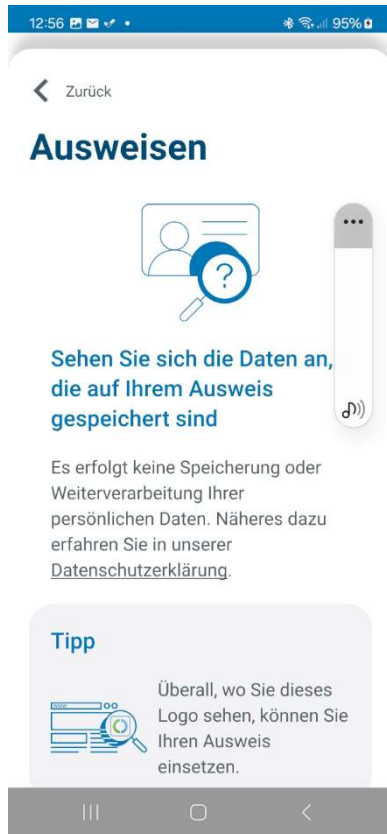 12:56
95%
Zurück
Ausweisen
?
Sehen Sie sich die Daten an,
die auf Ihrem Ausweis
gespeichert sind
Es erfolgt keine Speicherung oder
Weiterverarbeitung Ihrer
persönlichen Daten. Näheres dazu
erfahren Sie in unserer
Datenschutzerklärung.
Tipp
www
Überall, wo Sie dieses
Logo sehen, können Sie
Ihren Ausweis
einsetzen.